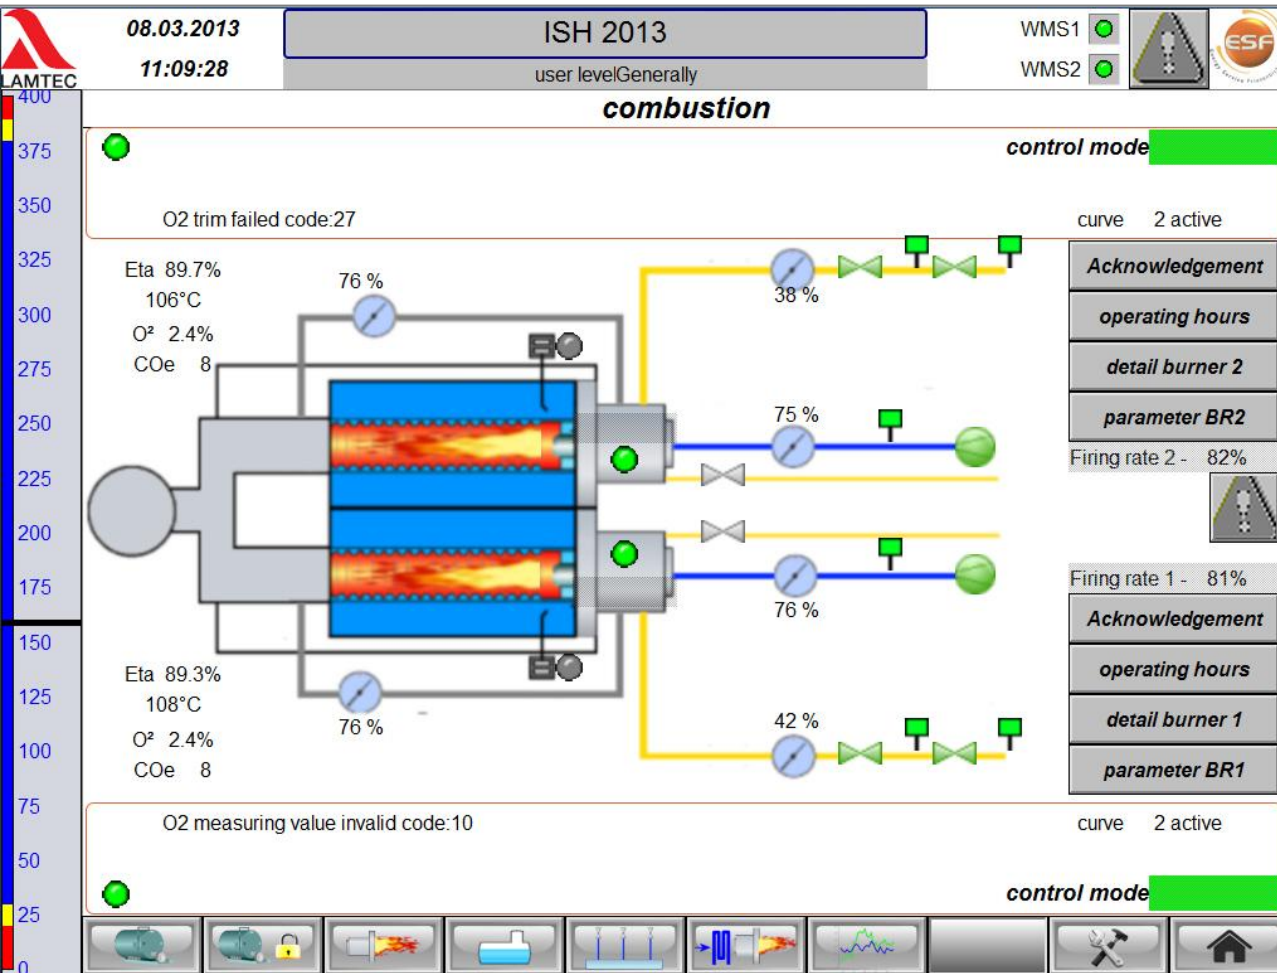 LAMTEC
08.03.2013
11:09:28
ISH 2013
user levelGenerally
WMS1
WMS2
ESF
combustion
control mode
O2 trim failed code:27
curve 2 active
400
375
350
325
300
275
250
225
200
175
150
125
100
75
50
25
0
Eta 89.7%
106°C
O² 2.4%
COe 8
76 %
38 %
75 %
Acknowledgement
operating hours
detail burner 2
parameter BR2
Firing rate 2 - 82%
Firing rate 1 - 81%
76 %
Acknowledgement
operating hours
detail burner 1
parameter BR1
Eta 89.3%
108°C
O² 2.4%
COe 8
76 %
42 %
O2 measuring value invalid code:10
curve 2 active
control mode